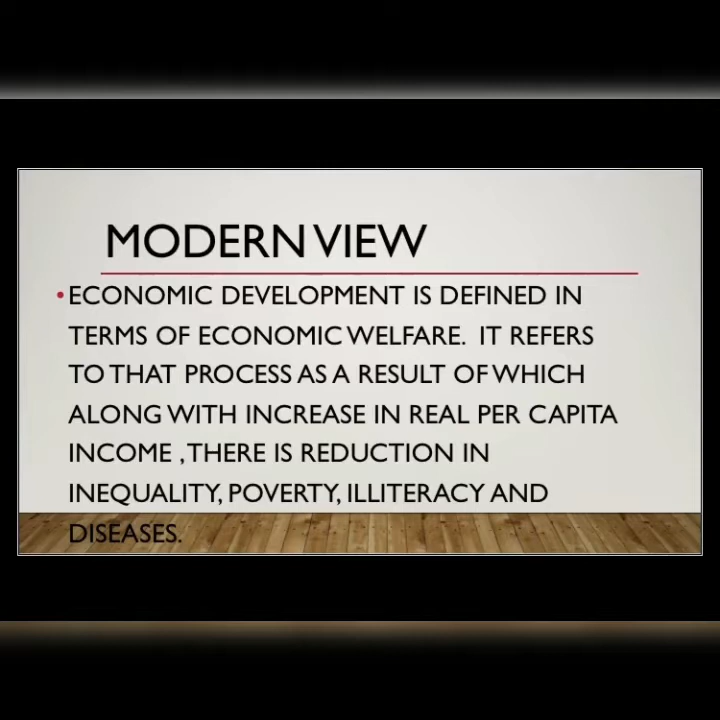 MODERN VIEW
•ECONOMIC DEVELOPMENT IS DEFINED IN
TERMS OF ECONOMIC WELFARE. IT REFERS
TO THAT PROCESS AS A RESULT OF WHICH
ALONG WITH INCREASE IN REAL PER CAPITA
INCOME , THERE IS REDUCTION IN
INEQUALITY, POVERTY, ILLITERACY AND
DISEASES.